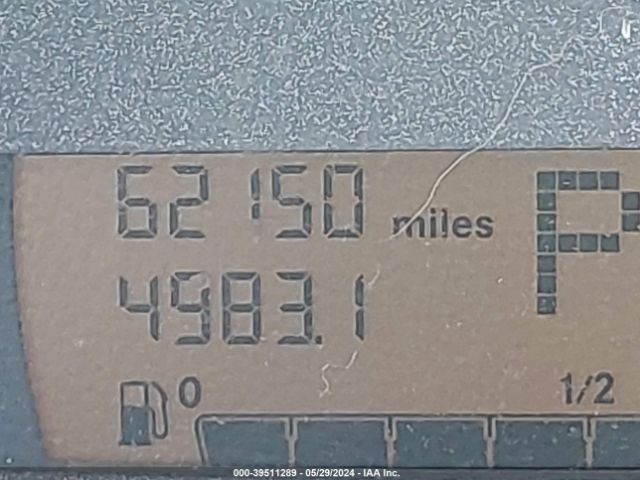 62150 miles
P
4983.1
0
1/2
000-39511289 - 05/29/2024 - IAA Inc.